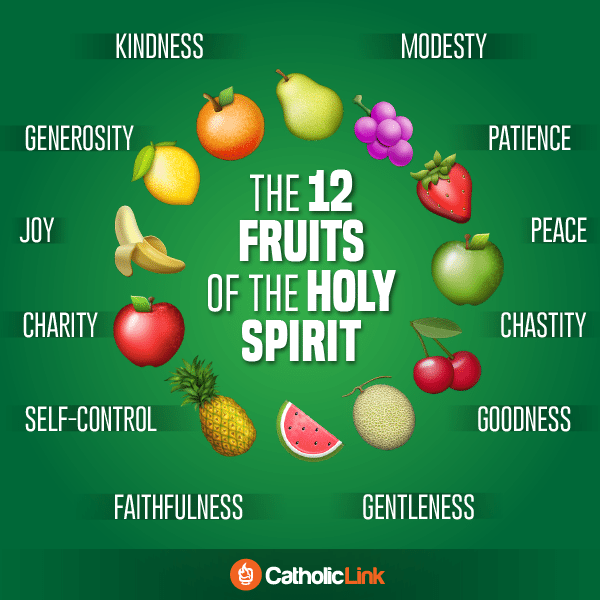 KINDNESS
MODESTY
GENEROSITY
PATIENCE
JOY
PEACE
CHARITY
CHASTITY
SELF-CONTROL
GOODNESS
FAITHFULNESS
GENTLENESS
THE 12
FRUITS
OF THE HOLY
SPIRIT
CatholicLink